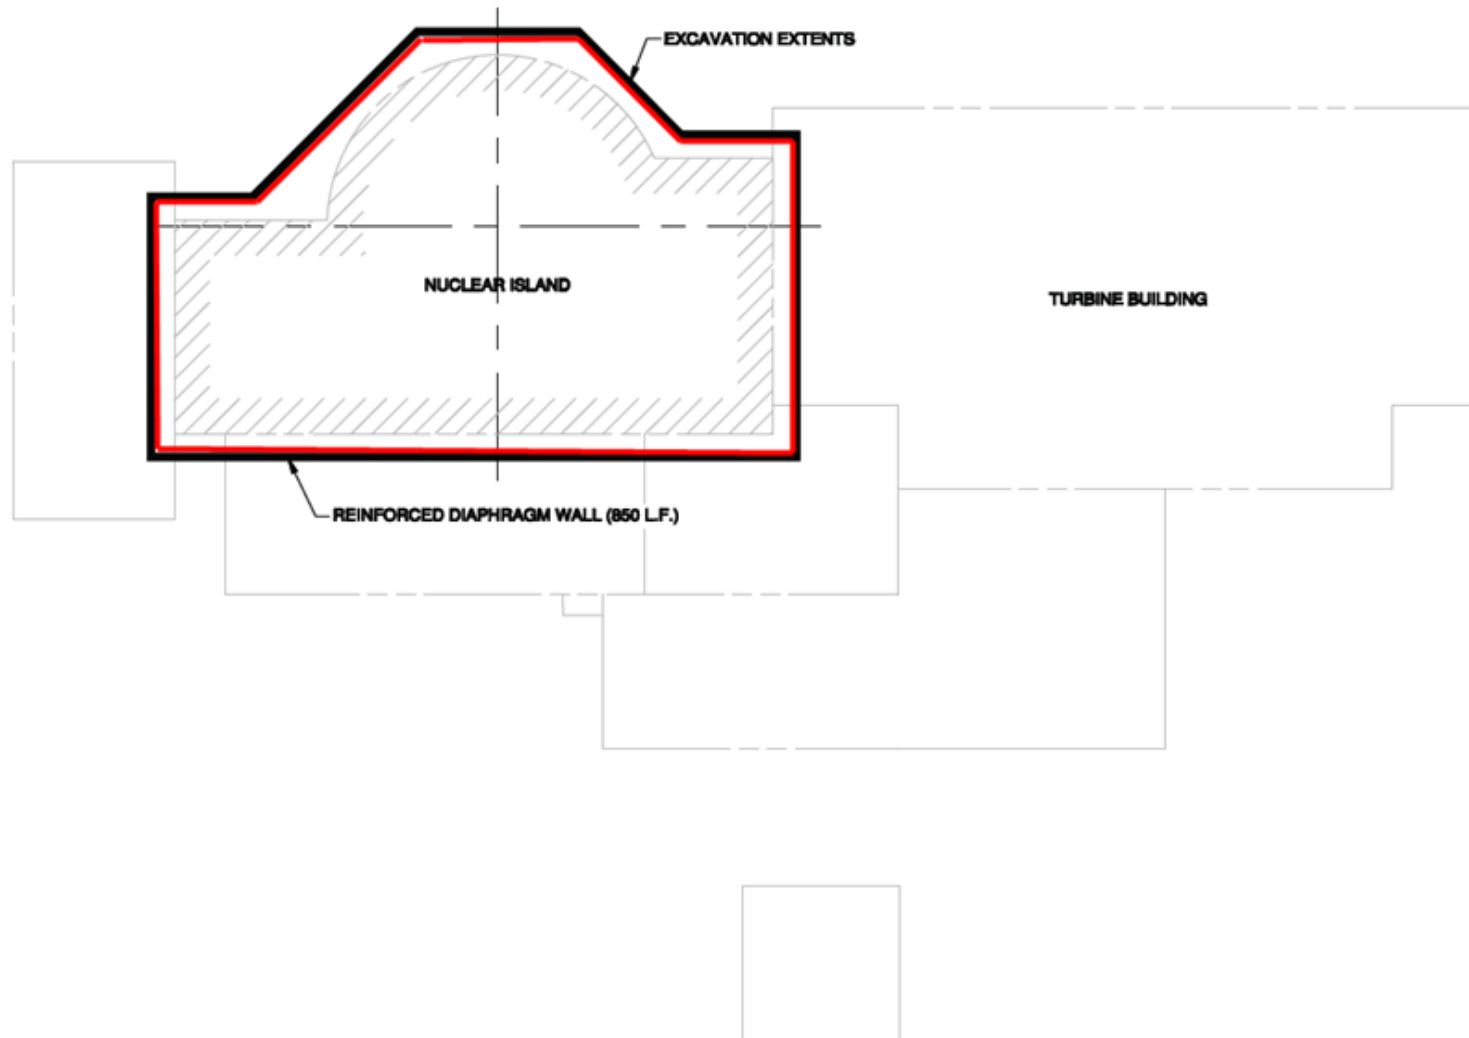 EXCAVATION EXTENTS
NUCLEAR ISLAND
TURBINE BUILDING
REINFORCED DIAPHRAGM WALL (850 L.F.)